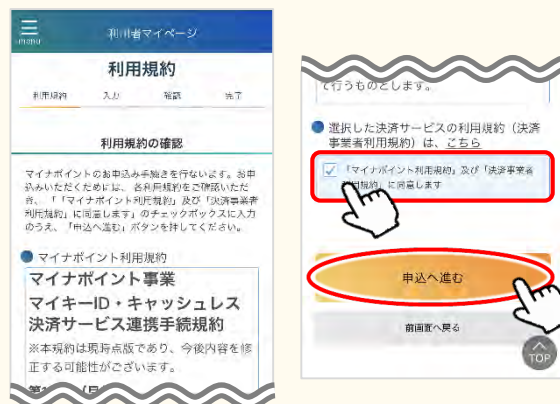 menu
利用者マイページ
利用規約
利用規約
入力
確認
完了
利用規約の確認
マイナポイントのお申込み手続きを行ないます。お申
込みいただくためには、各利用規約をご確認いただ
き、「「マイナポイント利用規約」及び「決済事業者
利用規約」に同意します」のチェックボックスに入力
のうえ、「申込へ進む」ボタンを押してください。
マイナポイント利用規約
マイナポイント事業
マイキーID・キャッシュレス
決済サービス連携手続規約
※本規約は現時点版であり、今後内容を修
正する可能性がございます。
て行うものとします。
選択した決済サービスの利用規約(決済
事業者利用規約)は、こちら
「マイナポイント利用規約」及び「決済事業者
利用規約」に同意します
申込へ進む
前画面へ戻る
TOP